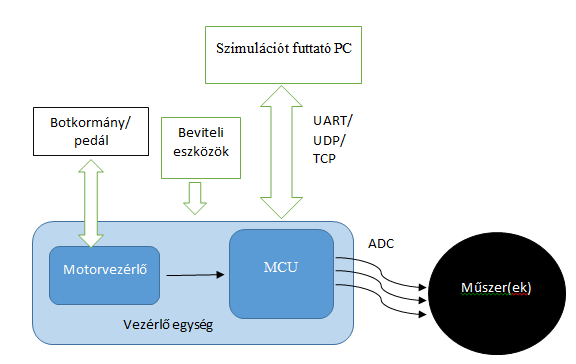 Szimulációt futtató PC
Botkormány/
pedál
Beviteli
eszközök
UART/
UDP/
TCP
Motorvezérlő
MCU
ADC
Műszer(ek)
Vezérlő egység